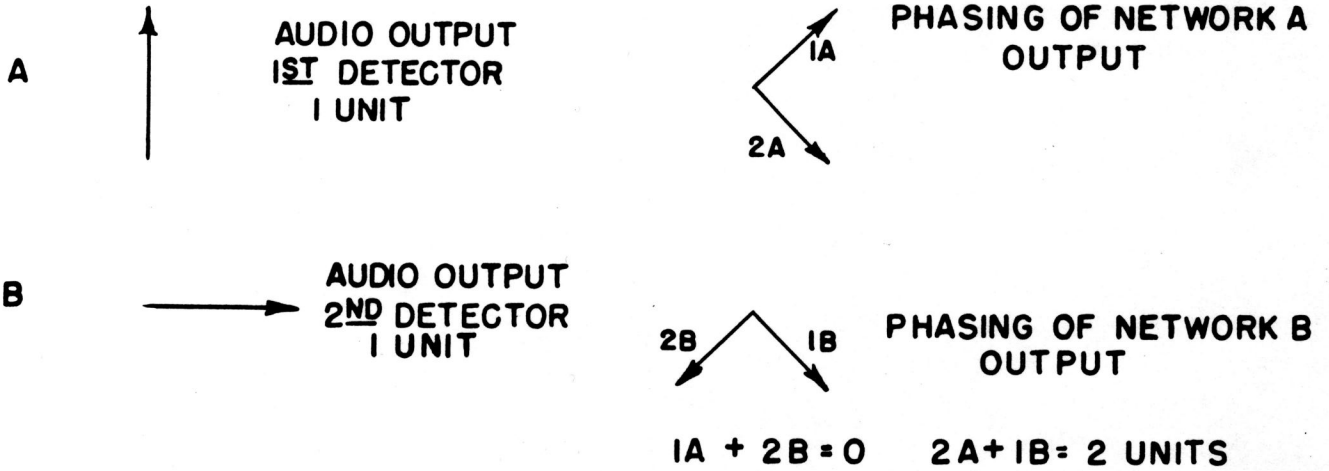 A
AUDIO OUTPUT
1ST DETECTOR
1 UNIT
1A
2A
PHASING OF NETWORK A
OUTPUT
B
AUDIO OUTPUT
2ND DETECTOR
1 UNIT
2B
1B
PHASING OF NETWORK B
OUTPUT
1A + 2B = 0
2A + 1B = 2 UNITS